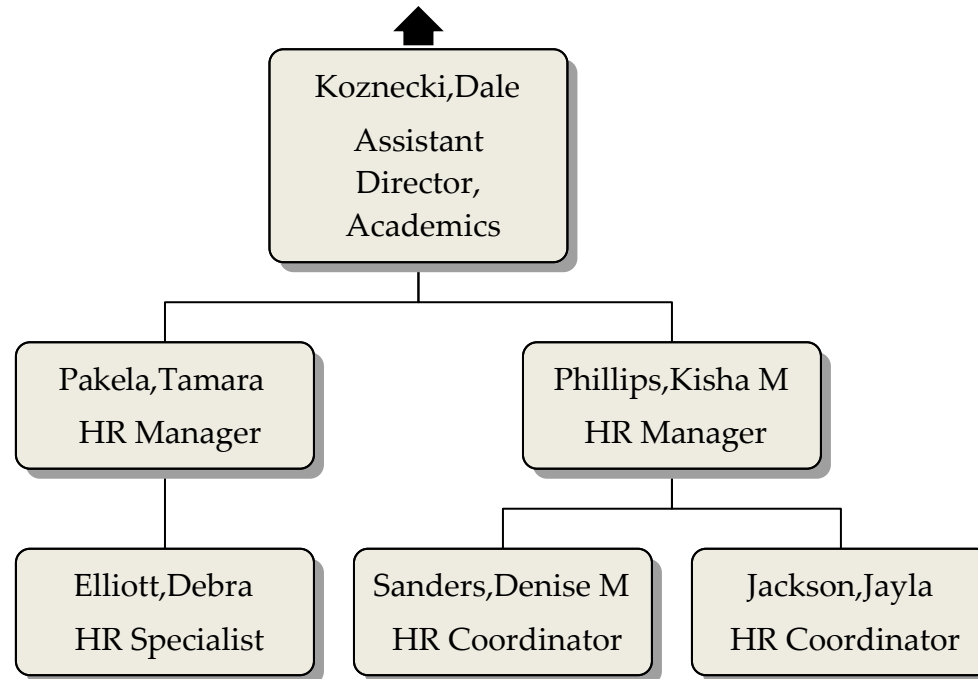 Koznecki,Dale
Assistant
Director,
Academics
Pakela,Tamara
HR Manager
Phillips,Kisha M
HR Manager
Elliott,Debra
HR Specialist
Sanders,Denise M
HR Coordinator
Jackson,Jayla
HR Coordinator